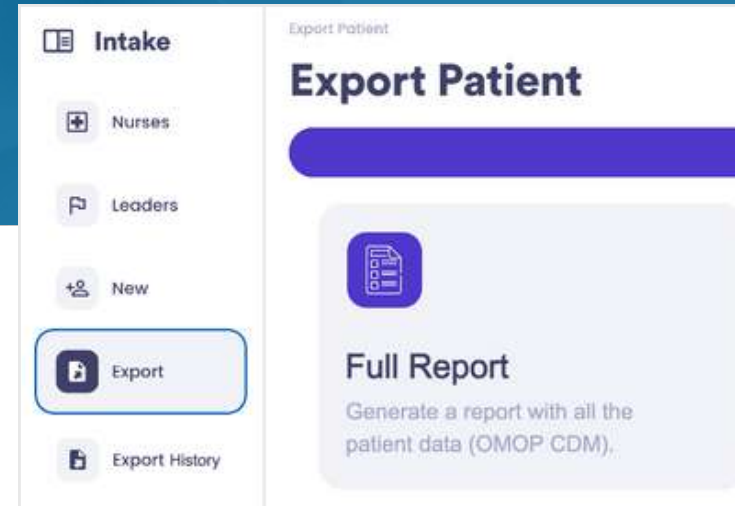 Intake
Nurses
Leaders
New
Export
Export History
Export Patient
Export Patient
Full Report
Generate a report with all the
patient data (OMOP CDM).